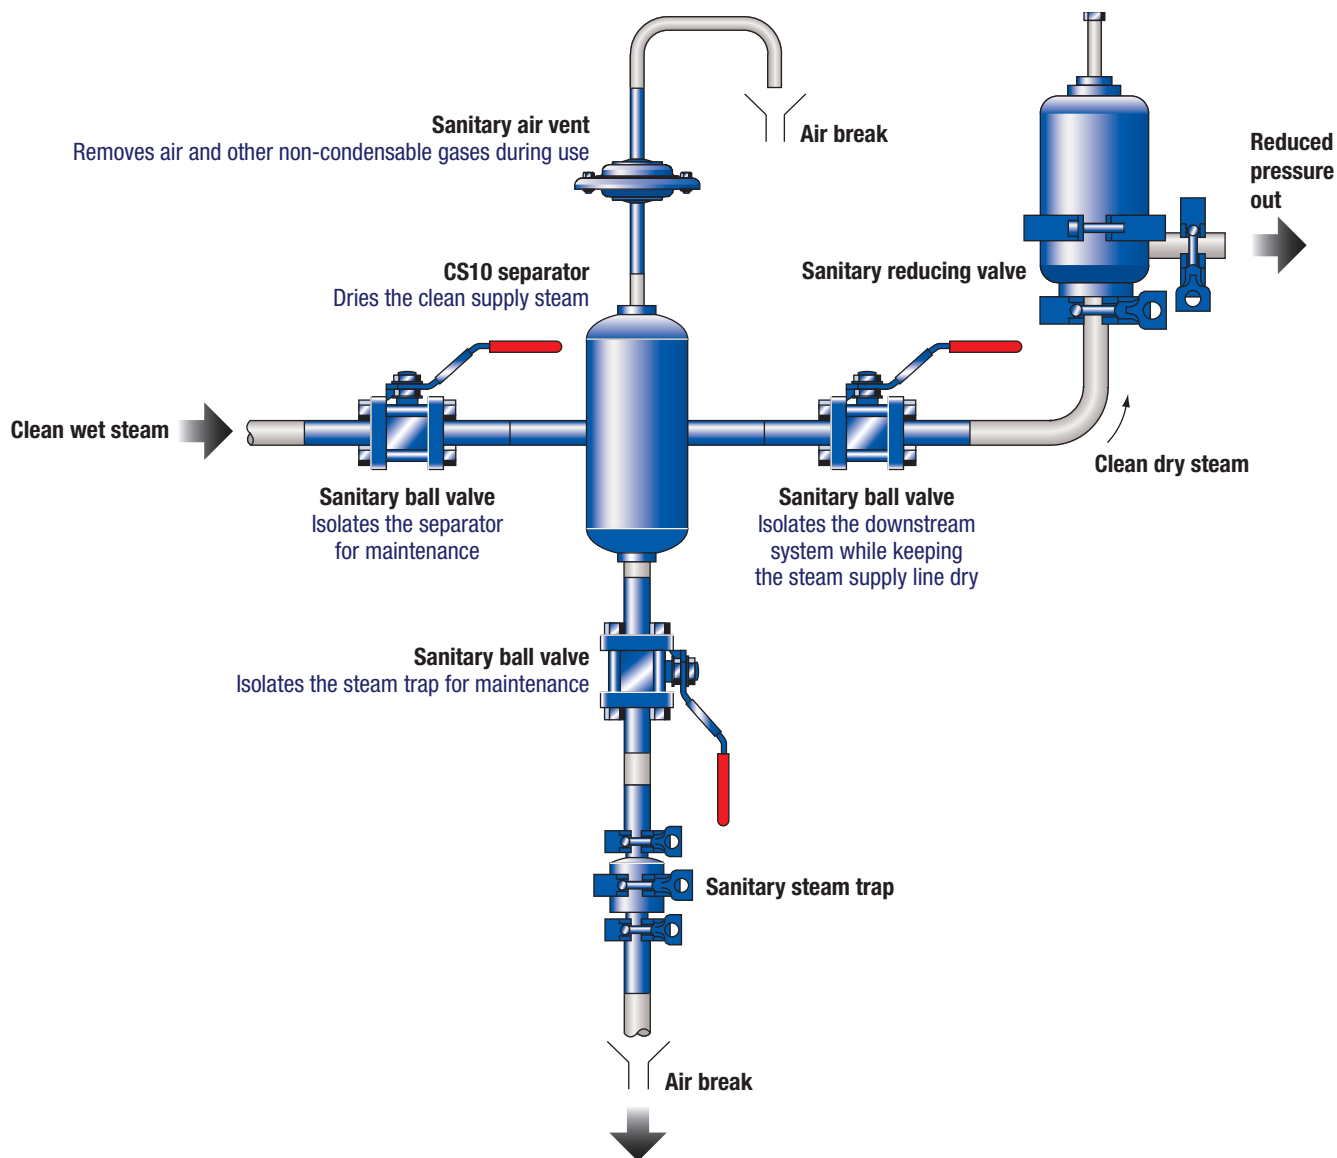 Sanitary air vent
Removes air and other non-condensable gases during use
Air break
Reduced
pressure
out
CS10 separator
Dries the clean supply steam
Sanitary reducing valve
Clean wet steam
Clean dry steam
Sanitary ball valve
Isolates the separator
for maintenance
Sanitary ball valve
Isolates the downstream
system while keeping
the steam supply line dry
Sanitary ball valve
Isolates the steam trap for maintenance
Sanitary steam trap
Air break